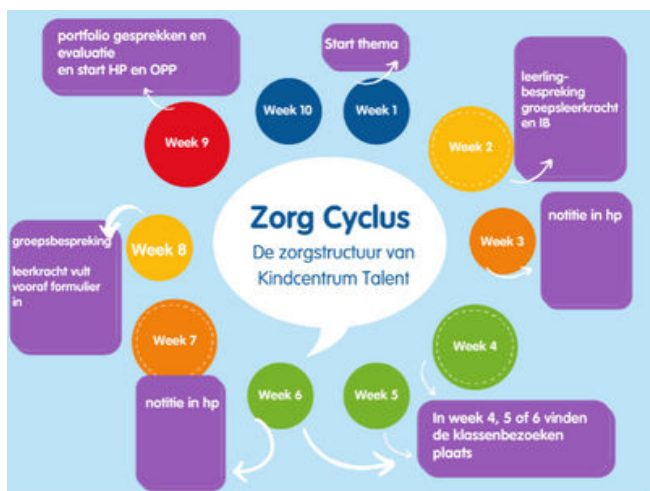 portfolio gesprekken en
evaluatie
en start HP en OPP
Start thema
Week 10
Week 1
leerling-
bespreking
groepsleerkracht
en IB
Week 9
Week 2
Zorg Cyclus
De zorgstructuur van
Kindcentrum Talent
notitie in hp
Week 3
groepsbespreking
leerkracht vult
vooraf formulier
in
Week 8
Week 7
Week 4
notitie in hp
Week 6
Week 5
In week 4, 5 of 6 vinden
de klassenbezoeken
plaats